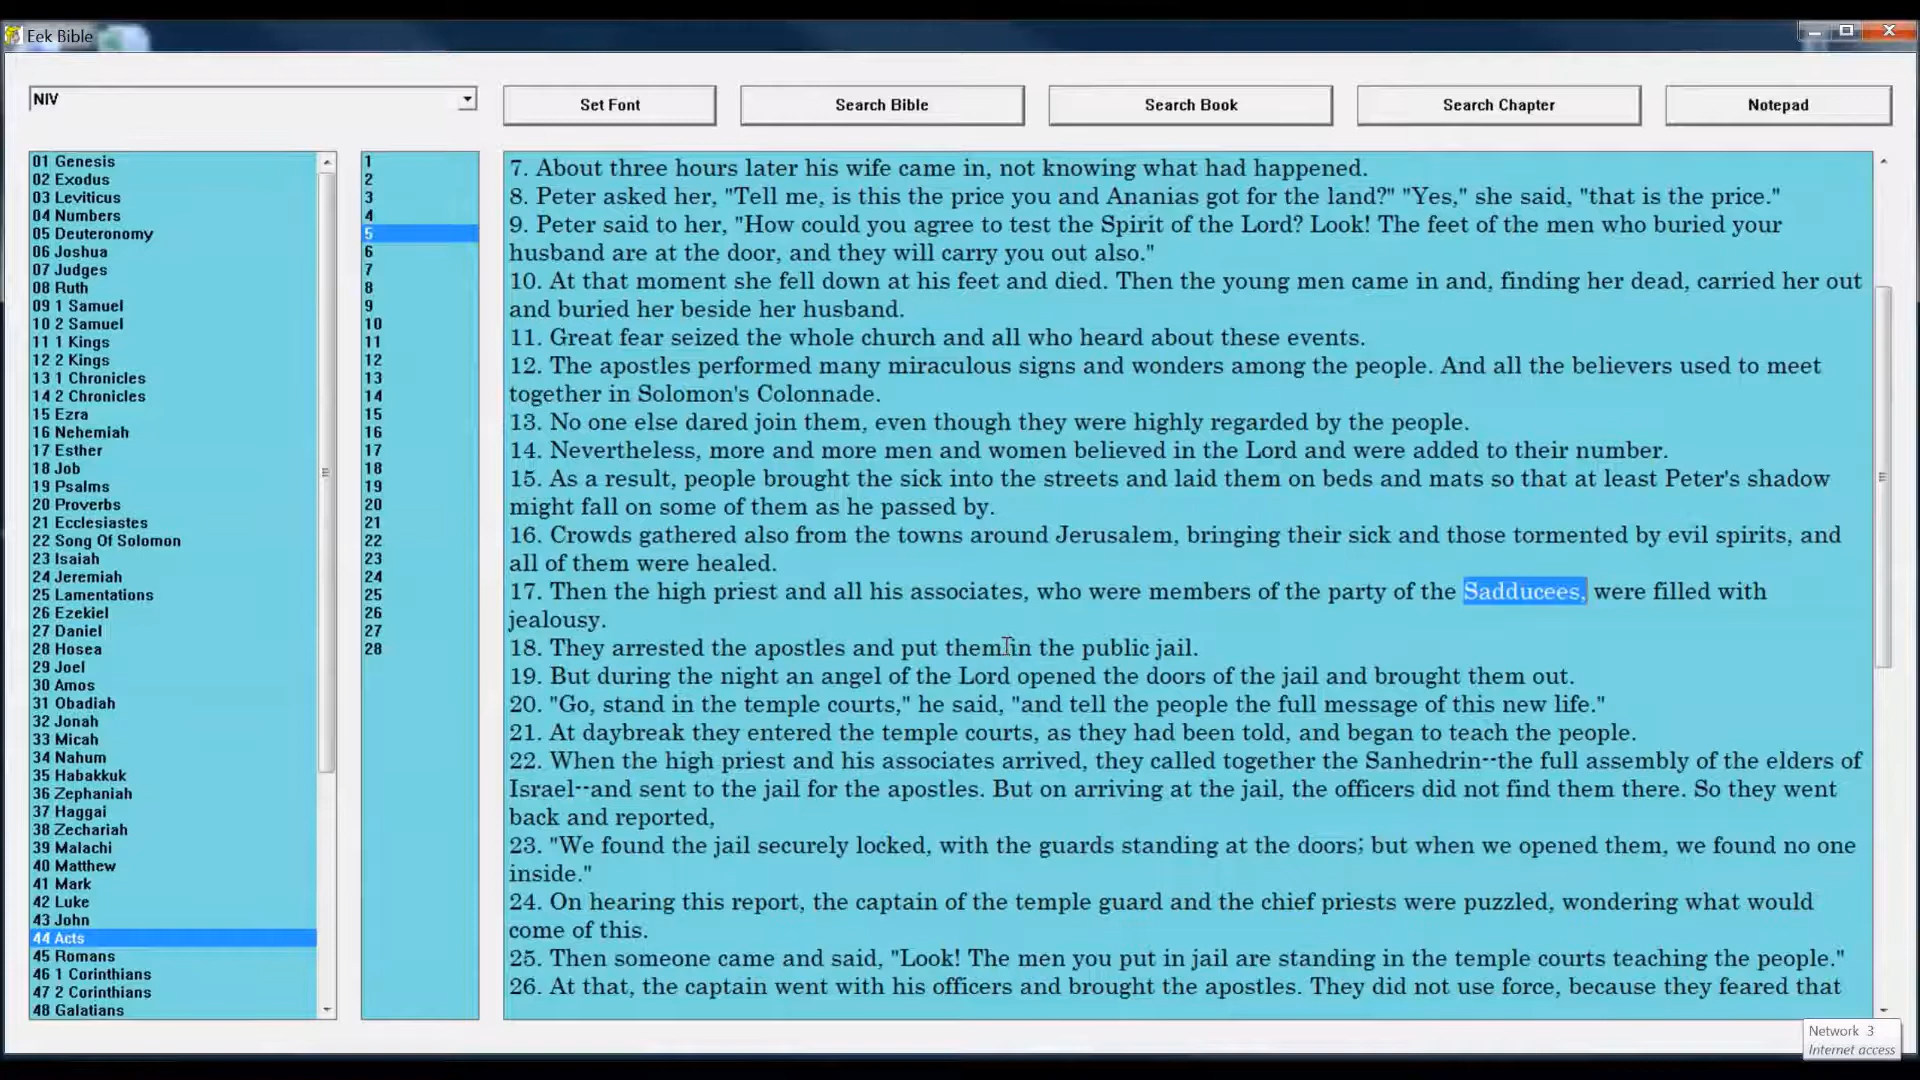 Eek Bible
NIV
Set Font
Search Bible
Search Book
Search Chapter
Notepad
01 Genesis
02 Exodus
03 Leviticus
04 Numbers
05 Deuteronomy
06 Joshua
07 Judges
08 Ruth
09 1 Samuel
10 2 Samuel
11 1 Kings
12 2 Kings
13 1 Chronicles
14 2 Chronicles
15 Ezra
16 Nehemiah
17 Esther
18 Job
19 Psalms
20 Proverbs
21 Ecclesiastes
22 Song Of Solomon
23 Isaiah
24 Jeremiah
25 Lamentations
26 Ezekiel
27 Daniel
28 Hosea
29 Joel
30 Amos
31 Obadiah
32 Jonah
33 Micah
34 Nahum
35 Habakkuk
36 Zephaniah
37 Haggai
38 Zechariah
39 Malachi
40 Matthew
41 Mark
42 Luke
43 John
44 Acts
45 Romans
46 1 Corinthians
47 2 Corinthians
48 Galatians
1
2
3
4
5
6
7
8
9
10
11
12
13
14
15
16
17
18
19
20
21
22
23
24
25
26
27
28
7. About three hours later his wife came in, not knowing what had happened.
8. Peter asked her, "Tell me, is this the price you and Ananias got for the land?" "Yes," she said, "that is the price."
9. Peter said to her, "How could you agree to test the Spirit of the Lord? Look! The feet of the men who buried your
husband are at the door, and they will carry you out also."
10. At that moment she fell down at his feet and died. Then the young men came in and, finding her dead, carried her out
and buried her beside her husband.
11. Great fear seized the whole church and all who heard about these events.
12. The apostles performed many miraculous signs and wonders among the people. And all the believers used to meet
together in Solomon's Colonnade.
13. No one else dared join them, even though they were highly regarded by the people.
14. Nevertheless, more and more men and women believed in the Lord and were added to their number.
15. As a result, people brought the sick into the streets and laid them on beds and mats so that at least Peter's shadow
might fall on some of them as he passed by.
16. Crowds gathered also from the towns around Jerusalem, bringing their sick and those tormented by evil spirits, and
all of them were healed.
17. Then the high priest and all his associates, who were members of the party of the Sadducees, were filled with
jealousy.
18. They arrested the apostles and put them in the public jail.
19. But during the night an angel of the Lord opened the doors of the jail and brought them out.
20. "Go, stand in the temple courts," he said, "and tell the people the full message of this new life."
21. At daybreak they entered the temple courts, as they had been told, and began to teach the people.
22. When the high priest and his associates arrived, they called together the Sanhedrin--the full assembly of the elders of
Israel--and sent to the jail for the apostles. But on arriving at the jail, the officers did not find them there. So they went
back and reported,
23. "We found the jail securely locked, with the guards standing at the doors; but when we opened them, we found no one
inside."
24. On hearing this report, the captain of the temple guard and the chief priests were puzzled, wondering what would
come of this.
25. Then someone came and said, "Look! The men you put in jail are standing in the temple courts teaching the people."
26. At that, the captain went with his officers and brought the apostles. They did not use force, because they feared that
Network 3
Internet access